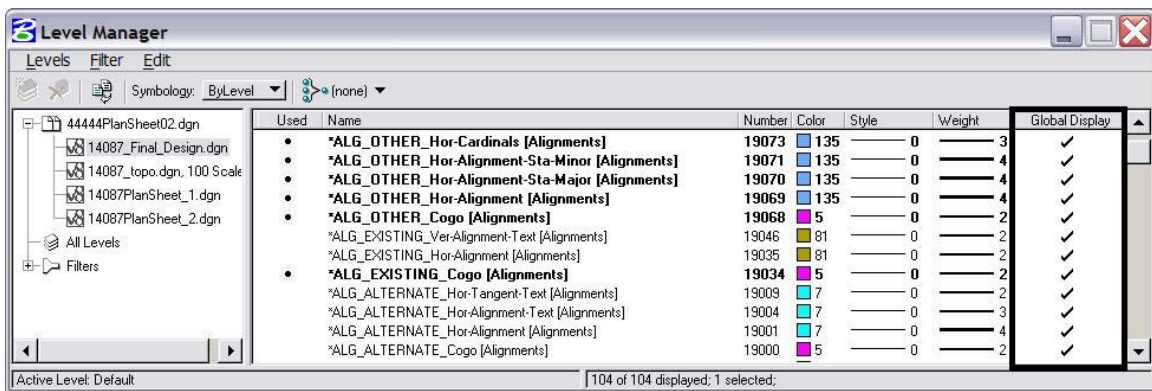 Level Manager
Levels Filter Edit
Symbology: ByLevel (none)
44444PlanSheet02.dgn
14087_Final_Design.dgn
14087_topo.dgn, 100 Scale
14087PlanSheet_1.dgn
14087PlanSheet_2.dgn
All Levels
Filters
Used Name Number Color Style Weight Global Display
*ALG_OTHER_Hor-Cardinals [Alignments] 19073 135 0 3
*ALG_OTHER_Hor-Alignment-Sta-Minor [Alignments] 19071 135 0 4
*ALG_OTHER_Hor-Alignment-Sta-Major [Alignments] 19070 135 0 4
*ALG_OTHER_Hor-Alignment [Alignments] 19069 135 0 4
*ALG_OTHER_Cogo [Alignments] 19068 5 0 2
*ALG_EXISTING_Ver-Alignment-Text [Alignments] 19046 81 0 2
*ALG_EXISTING_Hor-Alignment [Alignments] 19035 81 0 2
*ALG_EXISTING_Cogo [Alignments] 19034 5 0 2
*ALG_ALTERNATE_Hor-Tangent-Text [Alignments] 19009 7 0 2
*ALG_ALTERNATE_Hor-Alignment-Text [Alignments] 19004 7 0 3
*ALG_ALTERNATE_Hor-Alignment [Alignments] 19001 7 0 4
*ALG_ALTERNATE_Cogo [Alignments] 19000 5 0 2
Active Level: Default 104 of 104 displayed; 1 selected;